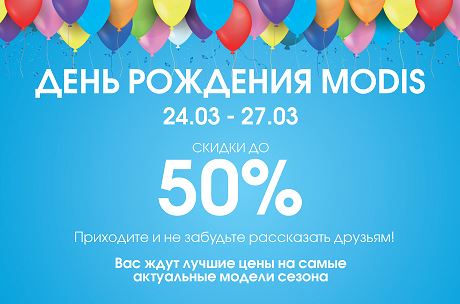 ДЕНЬ РОЖДЕНИЯ MODIS
24.03 - 27.03
СКИДКИ ДО
50%
Приходите и не забудьте рассказать друзьям!
Вас ждут лучшие цены на самые
актуальные модели сезона